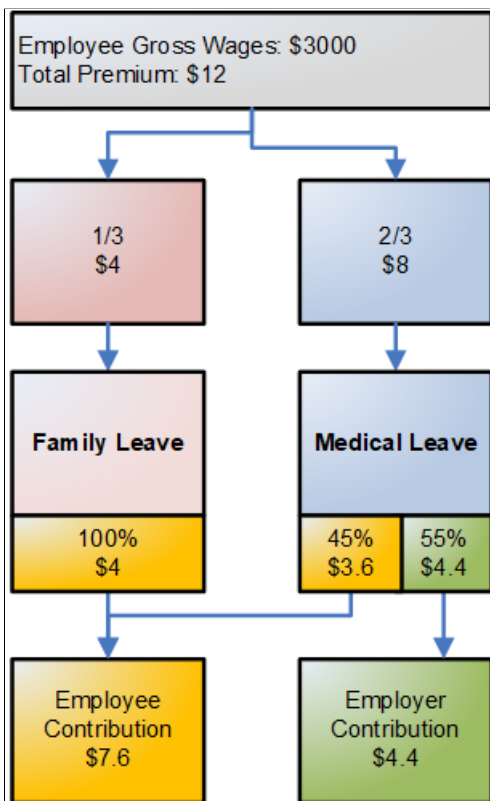 Employee Gross Wages: $3000
Total Premium: $12
1/3
$4
2/3
$8
Family Leave
Medical Leave
100%
$4
45%
$3.6
55%
$4.4
Employee
Contribution
$7.6
Employer
Contribution
$4.4